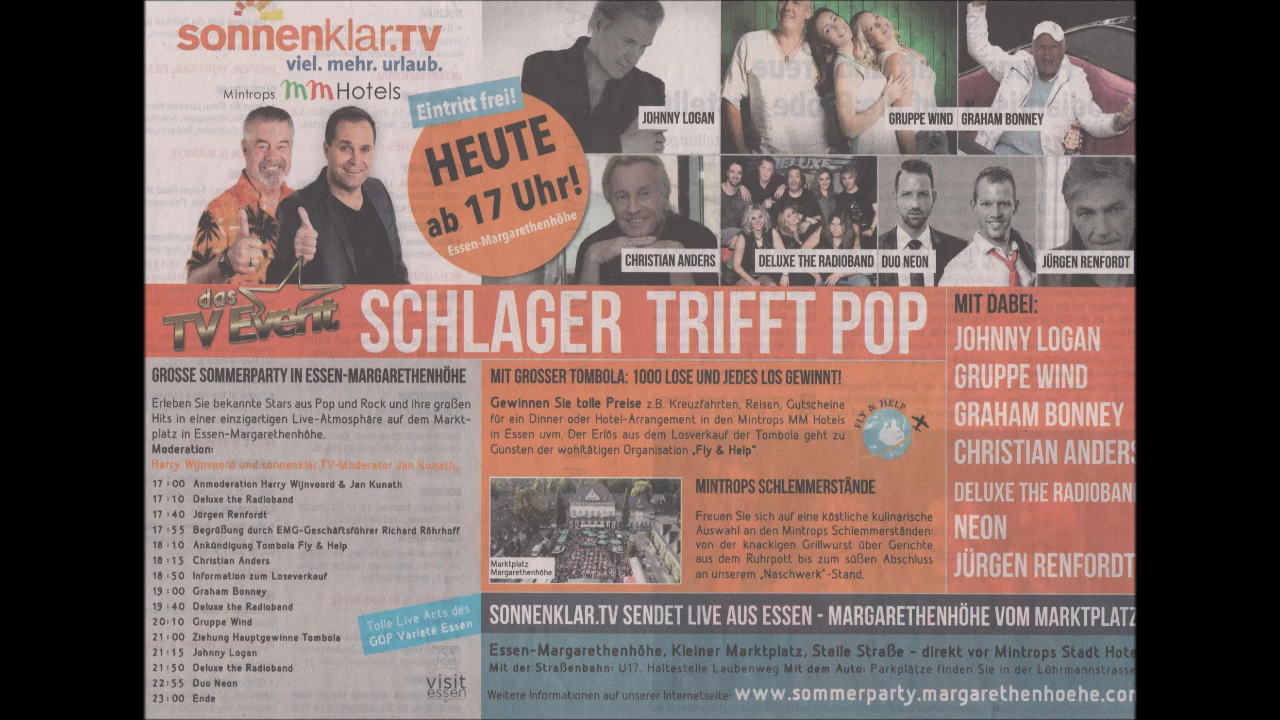 sonnenklar.TV
viel. mehr. urlaub.
Mintrops mm Hotels
Eintritt frei!
HEUTE
ab 17 Uhr!
Essen-Margarethenhöhe
JOHNNY LOGAN
GRUPPE WIND
GRAHAM BONNEY
CHRISTIAN ANDERS
DELUXE
DELUXE THE RADIOBAND
DUO NEON
JÜRGEN RENFORDT
das
TV Event
SCHLAGER TRIFFT POP
GROSSE SOMMERPARTY IN ESSEN-MARGARETHENHÖHE
Erleben Sie bekannte Stars aus Pop und Rock und ihre großen
Hits in einer einzigartigen Live-Atmosphäre auf dem Markt-
platz in Essen-Margarethenhöhe.
Moderation:
Harry Wijnvoord und sonnenklar.TV-Moderator Jan Kunath.
17:00 Anmoderation Harry Wijnvoord & Jan Kunath
17:10 Deluxe the Radioband
17:40 Jürgen Renfordt
17:55 Begrüßung durch EMG-Geschäftsführer Richard Röhrhoff
18:10 Ankündigung Tombola Fly & Help
18:15 Christian Anders
18:50 Information zum Loseverkauf
19:00 Graham Bonney
19:40 Deluxe the Radioband
20:10 Gruppe Wind
21:00 Ziehung Hauptgewinne Tombola
21:15 Johnny Logan
21:50 Deluxe the Radioband
22:55 Duo Neon
23:00 Ende
Tolle Live Acts des
GOP Varieté Essen
visit
essen
MIT GROSSER TOMBOLA: 1000 LOSE UND JEDES LOS GEWINNT!
Gewinnen Sie tolle Preise z.B. Kreuzfahrten, Reisen, Gutscheine
für ein Dinner oder Hotel-Arrangement in den Mintrops MM Hotels
in Essen uvm. Der Erlös aus dem Losverkauf der Tombola geht zu
Gunsten der wohltätigen Organisation „Fly & Help".
FLY & HELP
Marktplatz
Margarethenhöhe
MINTROPS SCHLEMMERSTÄNDE
Freuen Sie sich auf eine köstliche kulinarische
Auswahl an den Mintrops Schlemmerständen:
von der knackigen Grillwurst über Gerichte
aus dem Ruhrpott bis zum süßen Abschluss
an unserem „Naschwerk"-Stand.
MIT DABEI:
JOHNNY LOGAN
GRUPPE WIND
GRAHAM BONNEY
CHRISTIAN ANDERS
DELUXE THE RADIOBAN
NEON
JÜRGEN RENFORDT
SONNENKLAR.TV SENDET LIVE AUS ESSEN - MARGARETHENHÖHE VOM MARKTPLATZ
Essen-Margarethenhöhe, Kleiner Marktplatz, Steile Straße - direkt vor Mintrops Stadt Hote
Mit der Straßenbahn: U17, Haltestelle Laubenweg Mit dem Auto: Parkplätze finden Sie in der Lührmannstrasse
Weitere Informationen auf unserer Internetseite: www.sommerparty.margarethenhoehe.com